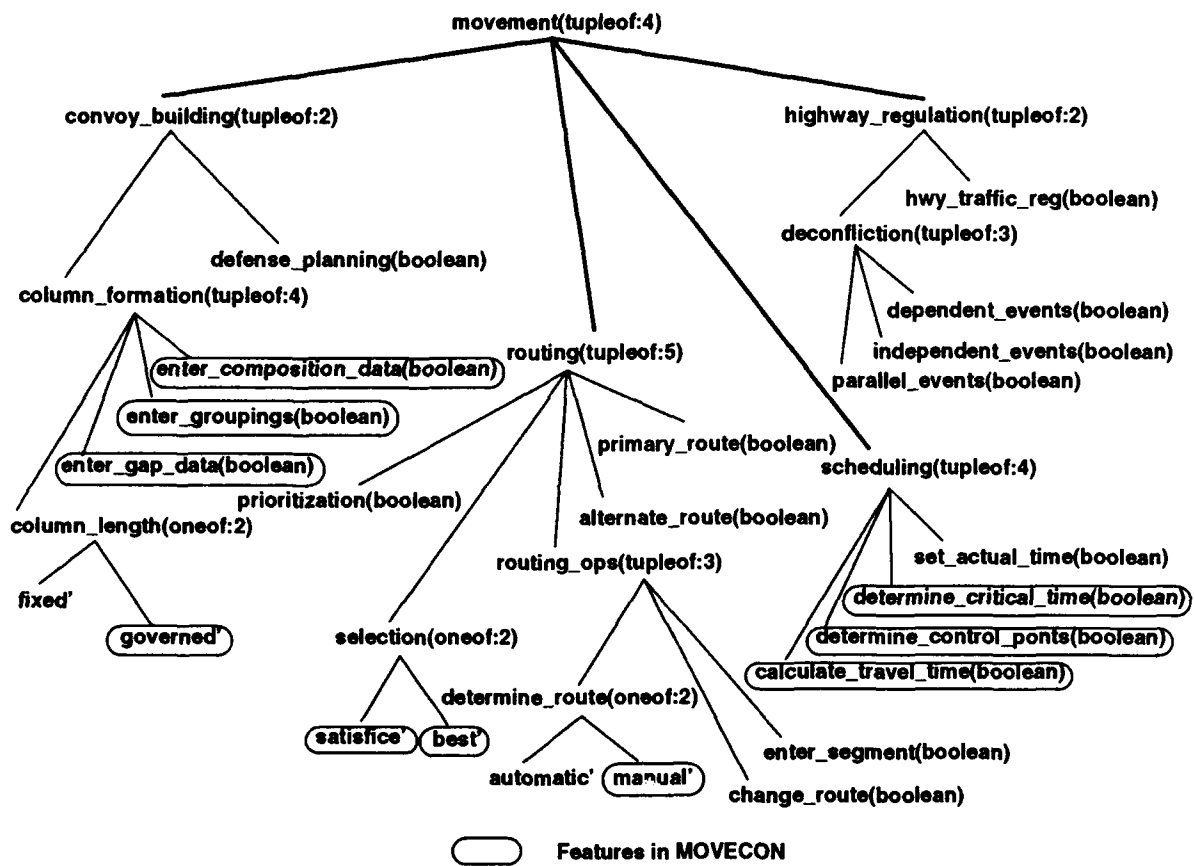 movement(tupleof:4)
convoy_building(tupleof:2)
highway_regulation(tupleof:2)
hwy_traffic_reg(boolean)
deconfliction(tupleof:3)
defense_planning(boolean)
column_formation(tupleof:4)
dependent_events(boolean)
routing(tupleof:5)
independent_events(boolean)
enter_composition_data(boolean)
parallel_events(boolean)
enter_groupings(boolean)
primary_route(boolean)
enter_gap_data(boolean)
scheduling(tupleof:4)
prioritization(boolean)
column_length(oneof:2)
alternate_route(boolean)
set_actual_time(boolean)
routing_ops(tupleof:3)
fixed'
determine_critical_time(boolean)
governed'
selection(oneof:2)
determine_control_ponts(boolean)
calculate_travel_time(boolean)
determine_route(oneof:2)
satisfice'
best'
enter_segment(boolean)
automatic'
manual'
change_route(boolean)
Features in MOVECON